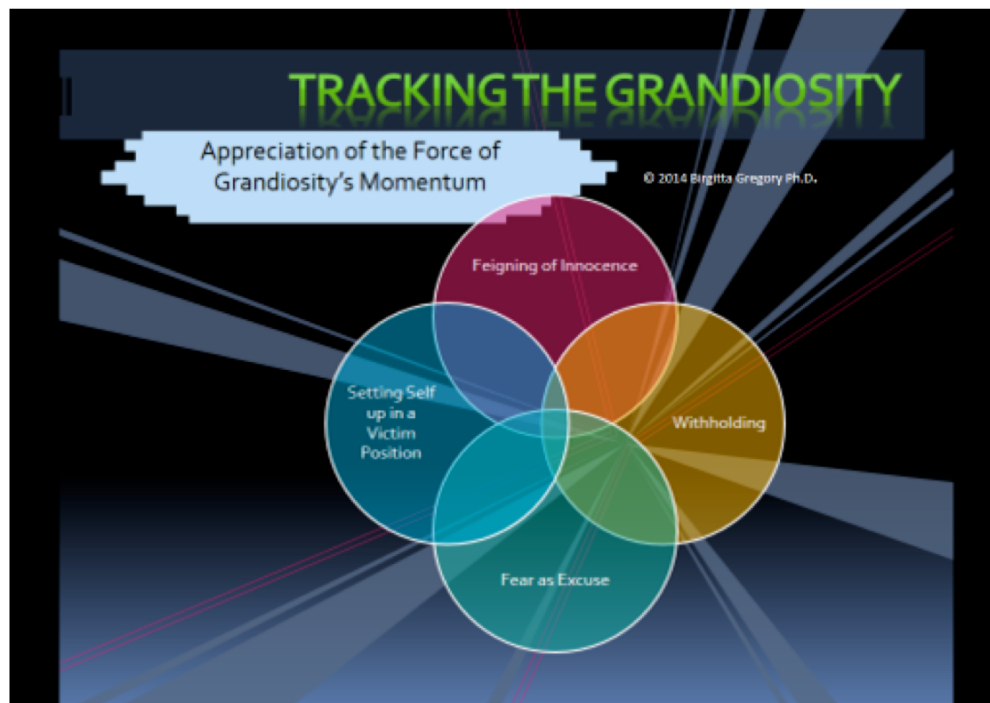 TRACKING THE GRANDIOSITY
Appreciation of the Force of
Grandiosity's Momentum
© 2014 Birgitta Gregory Ph.D.
Feigning of Innocence
Setting Self
up in a
Victim
Position
Withholding
Fear as Excuse